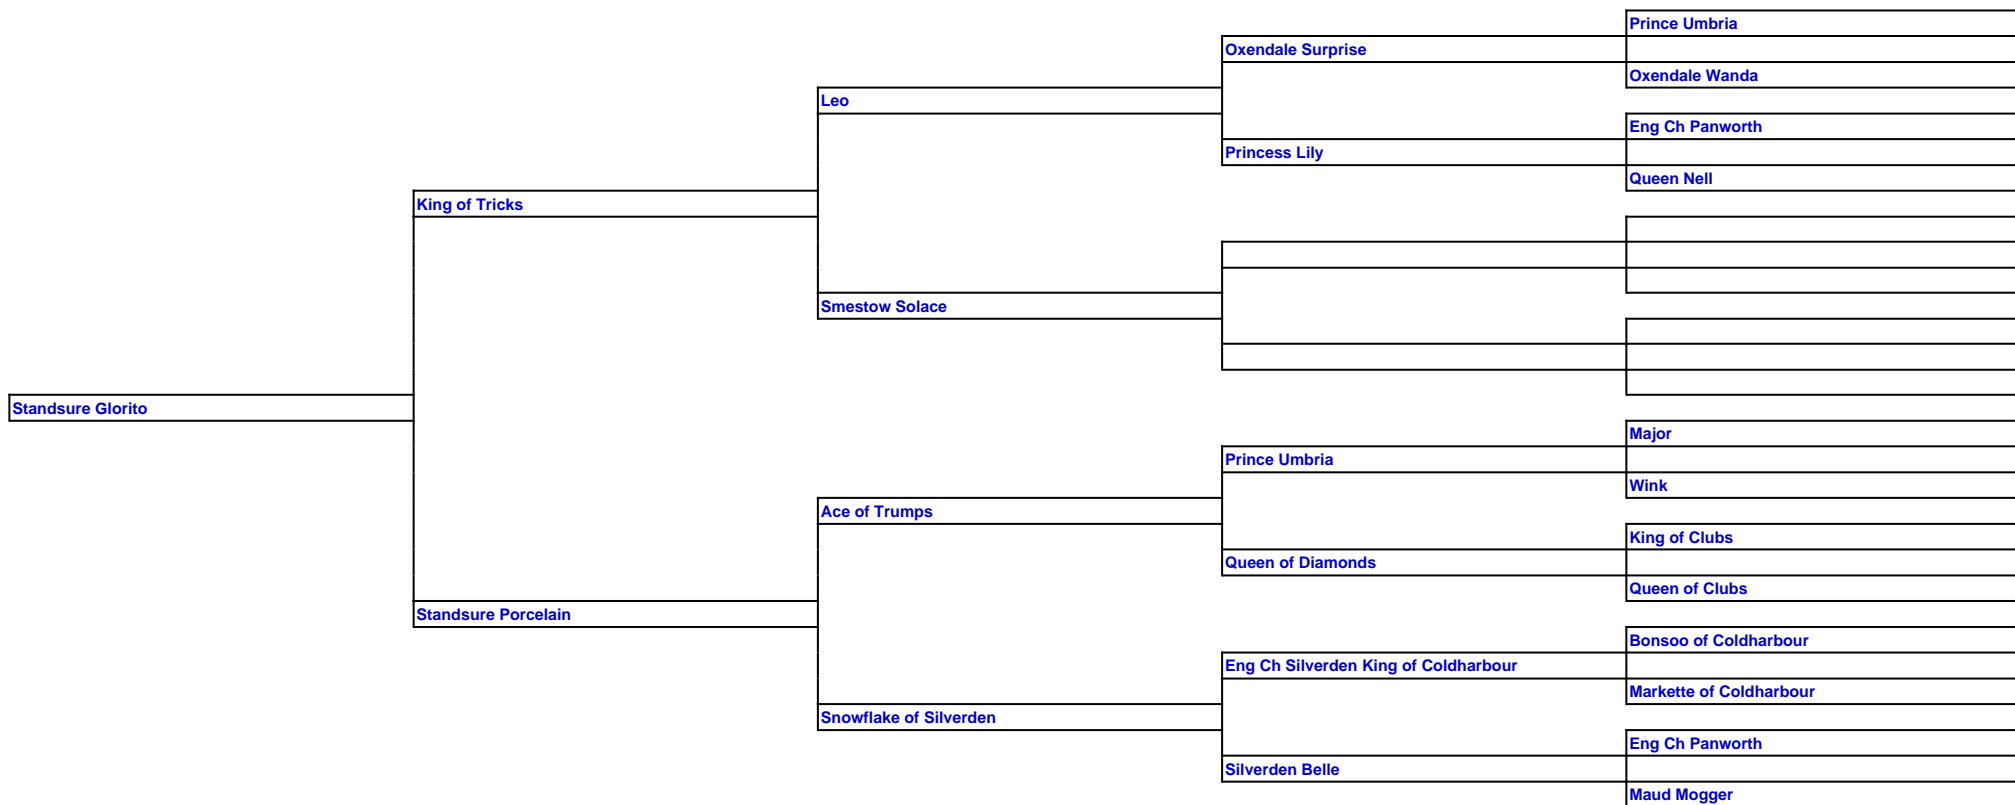 Prince Umbria
Oxendale Surprise
Oxendale Wanda
Leo
Eng Ch Panworth
Princess Lily
Queen Nell
King of Tricks
Smestow Solace
Standsure Glorito
Major
Prince Umbria
Wink
Ace of Trumps
King of Clubs
Queen of Diamonds
Queen of Clubs
Standsure Porcelain
Bonsoo of Coldharbour
Eng Ch Silverden King of Coldharbour
Markette of Coldharbour
Snowflake of Silverden
Eng Ch Panworth
Silverden Belle
Maud Mogger